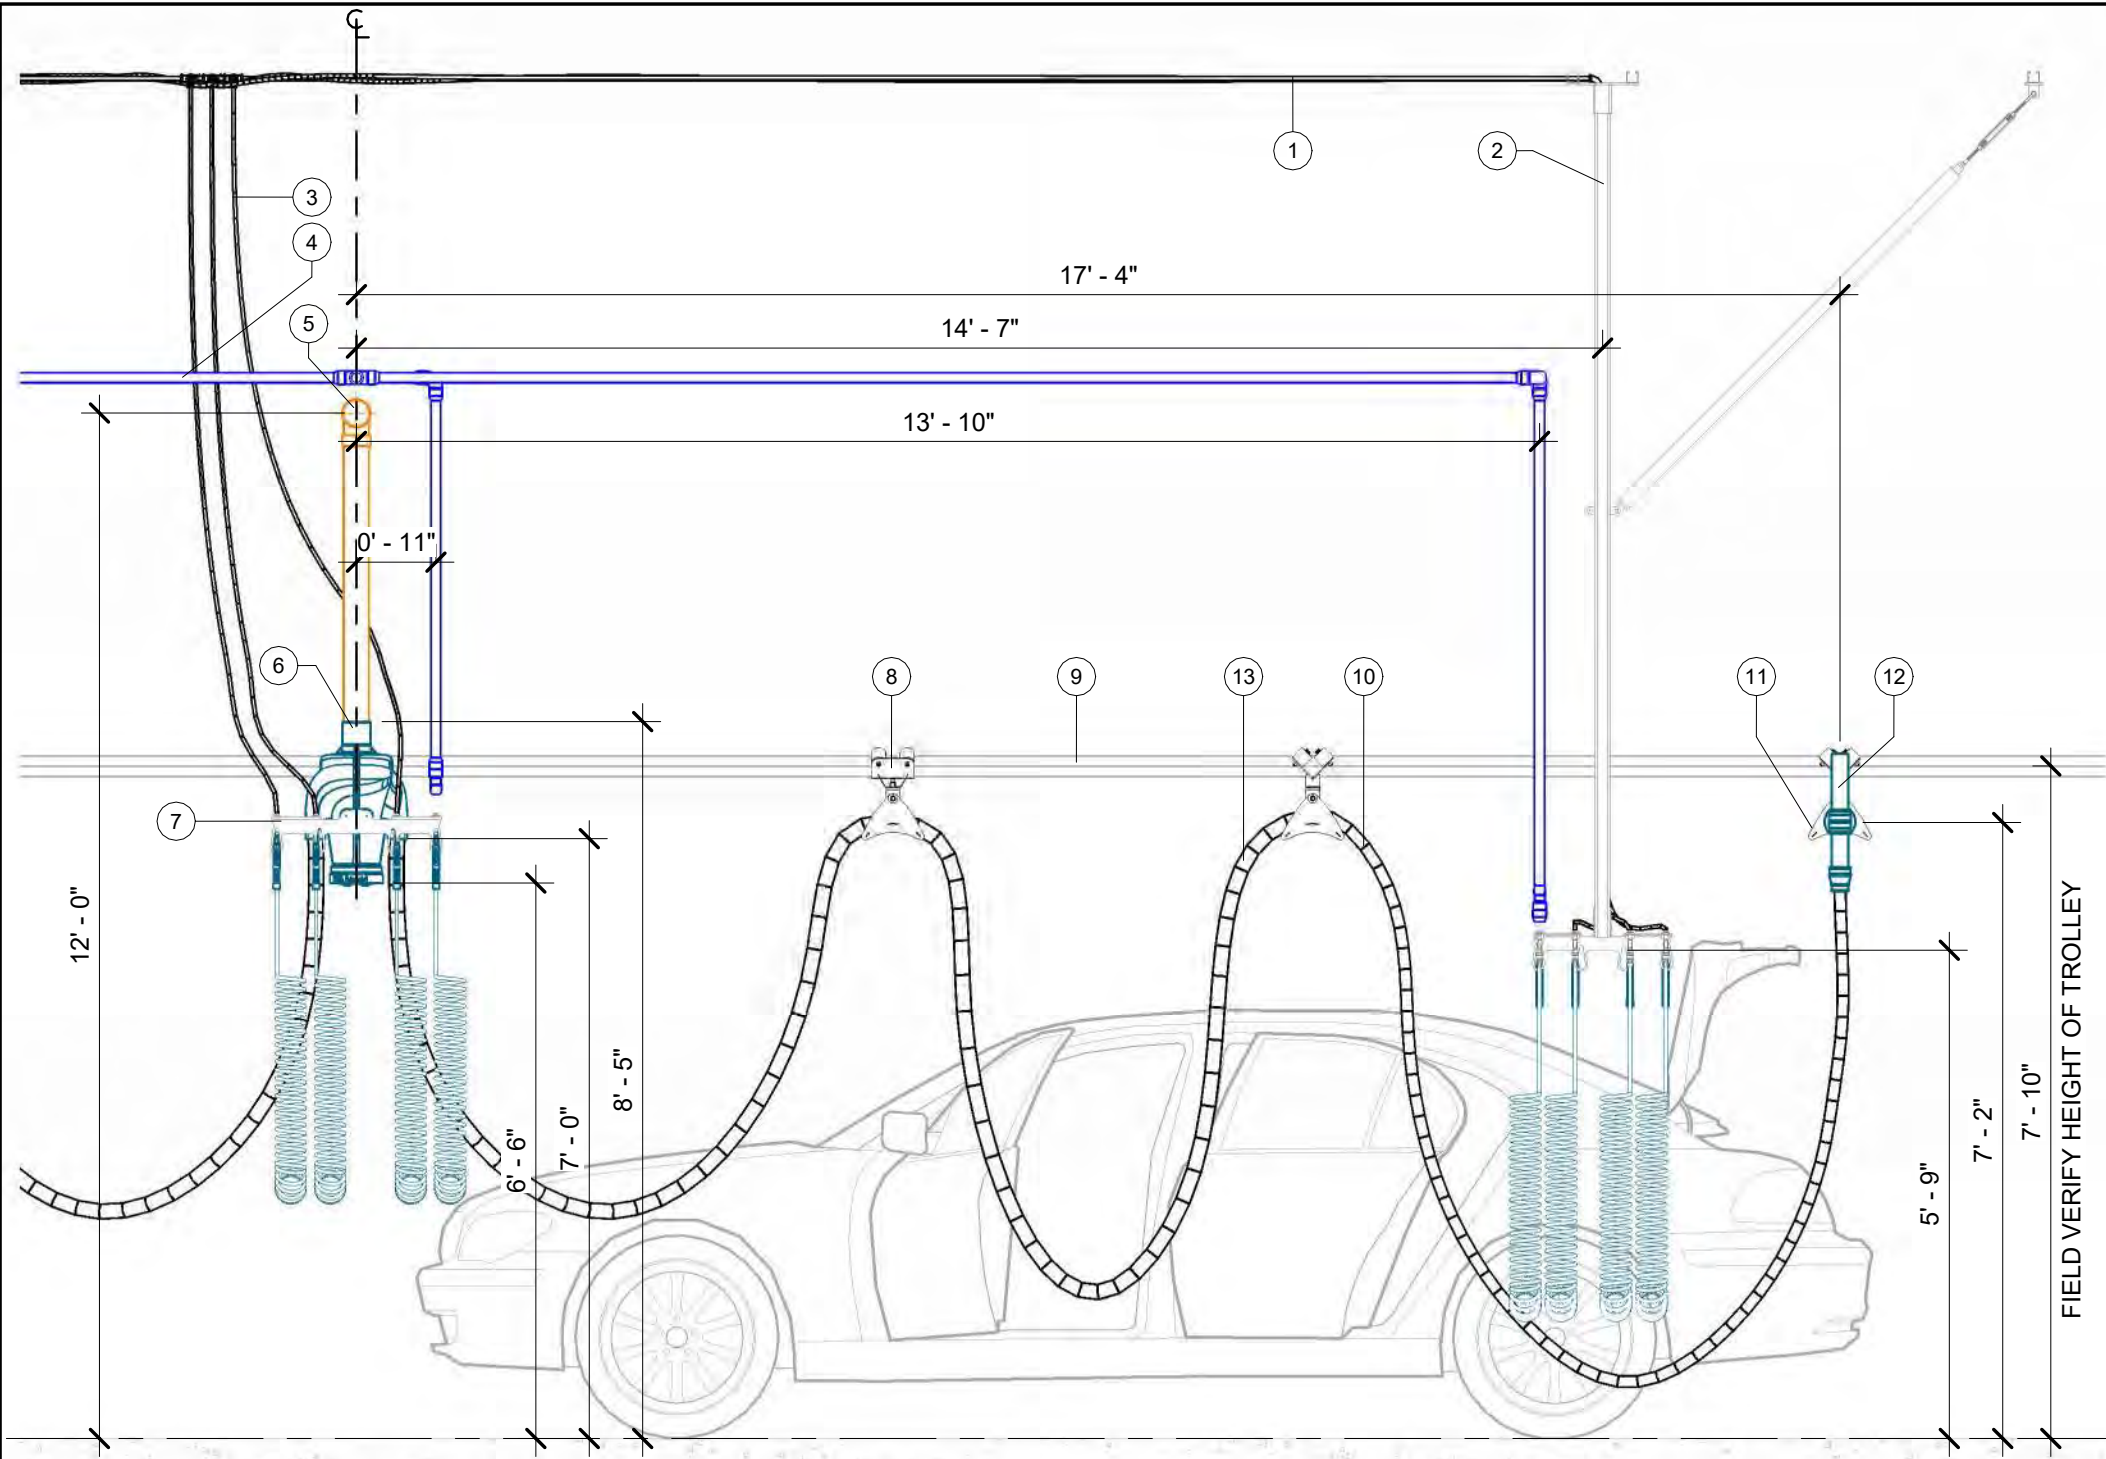 ℄
1
2
3
4
17' - 4"
5
14' - 7"
13' - 10"
0' - 11"
6
8
9
13
10
11
12
7
12' - 0"
8' - 5"
7' - 0"
6' - 6"
5' - 9"
7' - 2"
7' - 10"
FIELD VERIFY HEIGHT OF TROLLEY